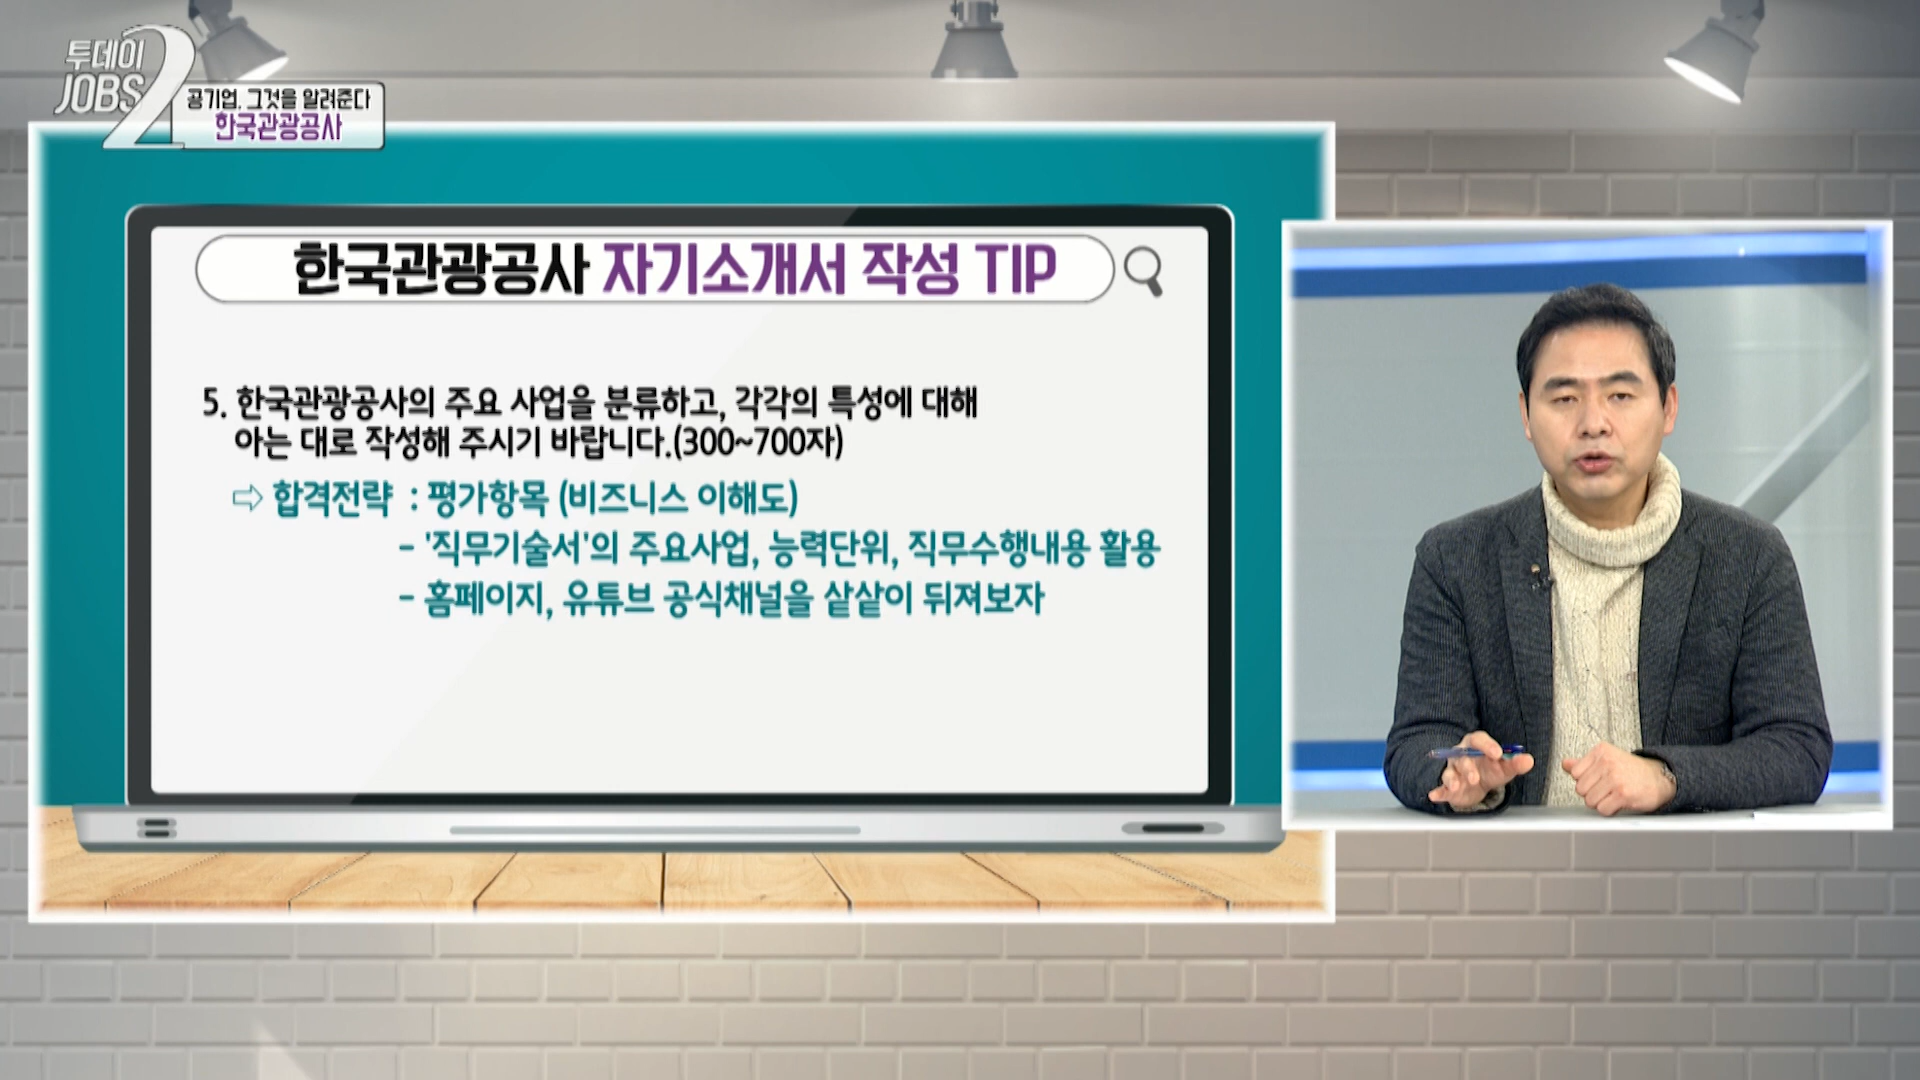 투데이
JOBS 2
공기업, 그것을 알려준다
한국관광공사
한국관광공사 자기소개서 작성 TIP
5. 한국관광공사의 주요 사업을 분류하고, 각각의 특성에 대해
아는 대로 작성해 주시기 바랍니다.(300~700자)
⇨ 합격전략 : 평가항목 (비즈니스 이해도)
- '직무기술서'의 주요사업, 능력단위, 직무수행내용 활용
- 홈페이지, 유튜브 공식채널을 샅샅이 뒤져보자